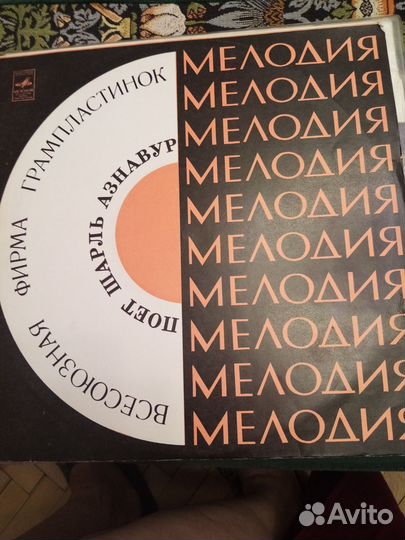 ВСЕСОЮЗНАЯ ФИРМА ГРАМПЛАСТИНОК
ПОЕТ ШАРЛЬ АЗНАВУР
МЕЛОДИЯ
МЕЛОДИЯ
МЕЛОДИЯ
МЕЛОДИЯ
МЕЛОДИЯ
МЕЛОДИЯ
МЕЛОДИЯ
МЕЛОДИЯ
МЕЛОДИЯ
МЕЛОДИЯ
Avito